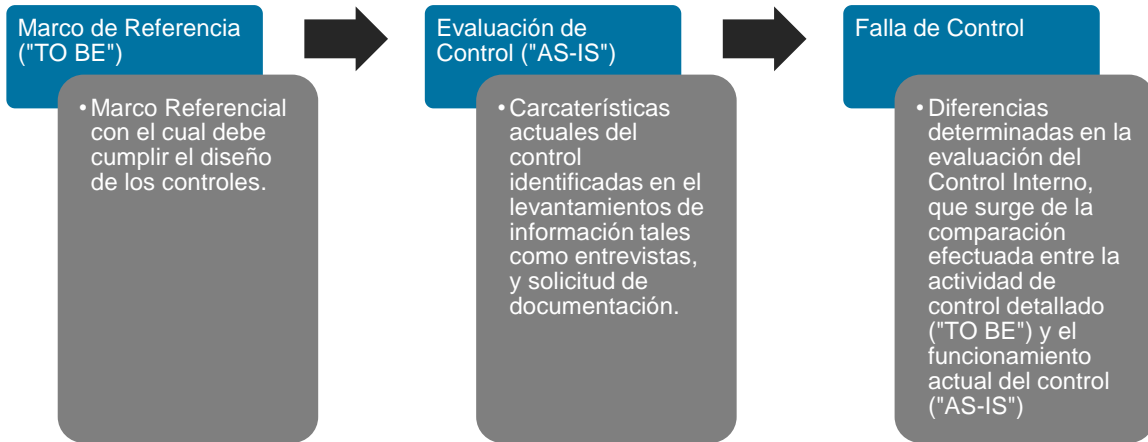 Marco de Referencia
("TO BE")
• Marco Referencial
con el cual debe
cumplir el diseño
de los controles.
Evaluación de
Control ("AS-IS")
• Carcaterísticas
actuales del
control
identificadas en el
levantamientos de
información tales
como entrevistas,
y solicitud de
documentación.
Falla de Control
• Diferencias
determinadas en la
evaluación del
Control Interno,
que surge de la
comparación
efectuada entre la
actividad de
control detallado
("TO BE") y el
funcionamiento
actual del control
("AS-IS")